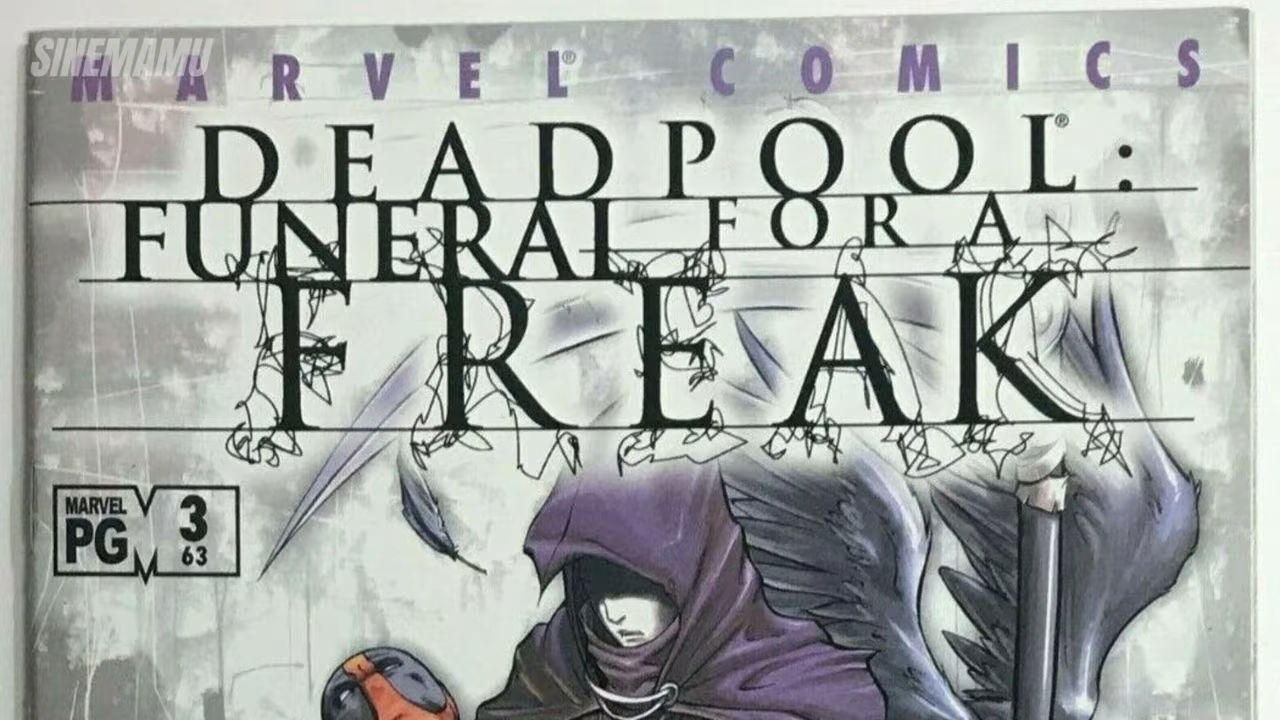 SINEMAMU
MARVEL® COMICS
DEADPOOL®:
FUNERAL FOR A
FREAK
MARVEL
PG
3
63